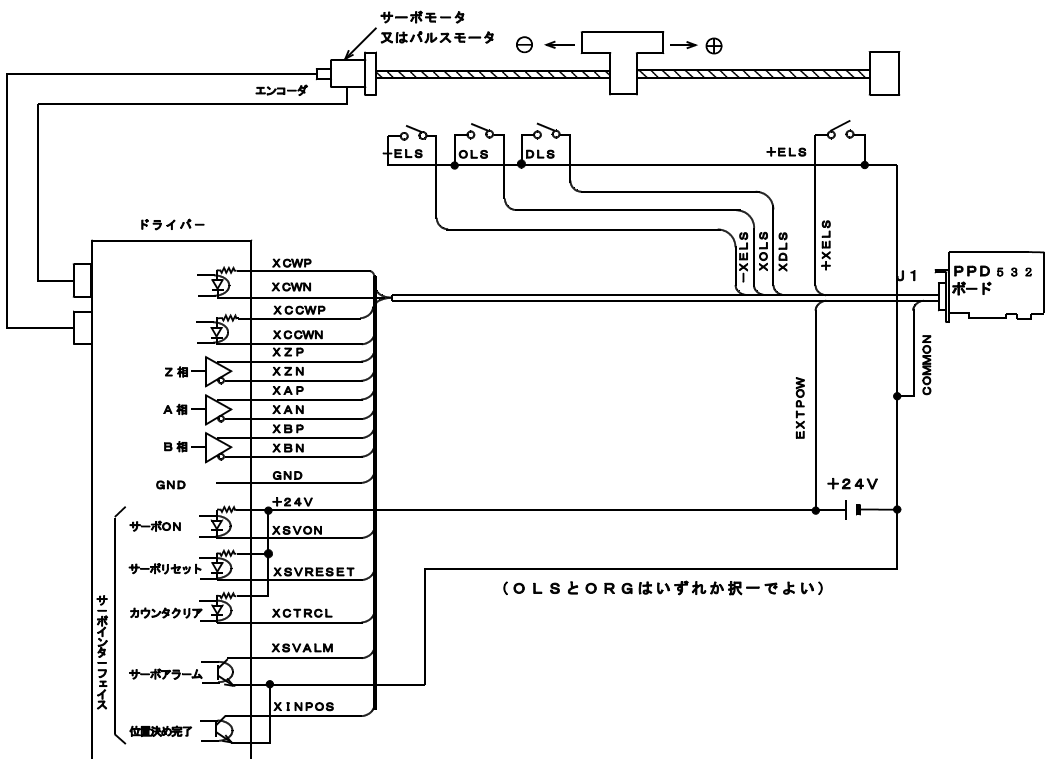 サーボモータ
又はパルスモータ
⊖ ← → ⊕
エンコーダ
-ELS
OLS
DLS
+ELS
ドライバー
-XELS
XOLS
XDLS
+XELS
J1
PPD532
ボード
XCWP
XCWN
XCCWP
XCCWN
XZP
Z相
XZN
XAP
A相
XAN
XBP
B相
XBN
GND
GND
EXTPOW
COMMON
+24V
+24V
サーボON
XSVON
サーボリセット
XSVRESET
(OLSとORGはいずれか択一でよい)
カウンタクリア
XCTRCL
サーボインターフェイス
XSVALM
サーボアラーム
XINPOS
位置決め完了